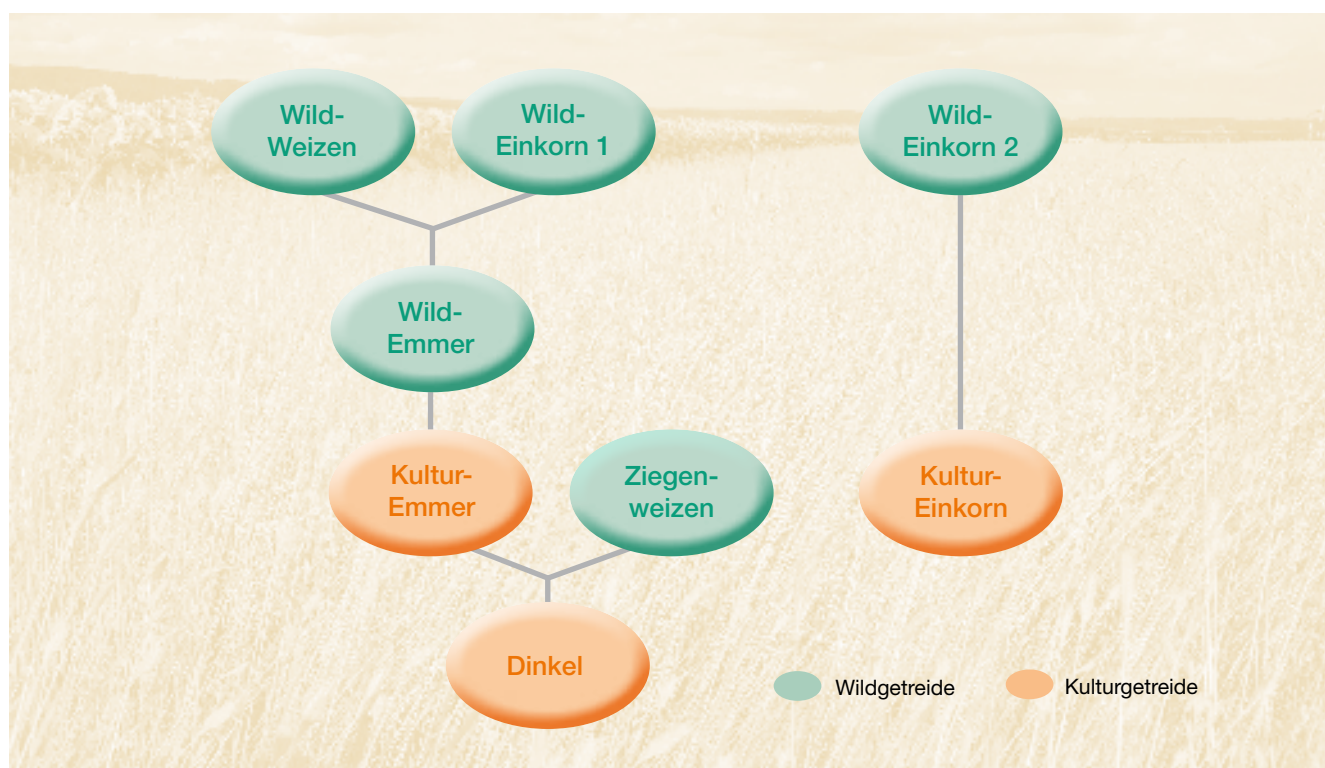 Wild-
Weizen
Wild-
Einkorn 1
Wild-
Einkorn 2
Wild-
Emmer
Kultur-
Emmer
Ziegen-
weizen
Kultur-
Einkorn
Dinkel
Wildgetreide
Kulturgetreide